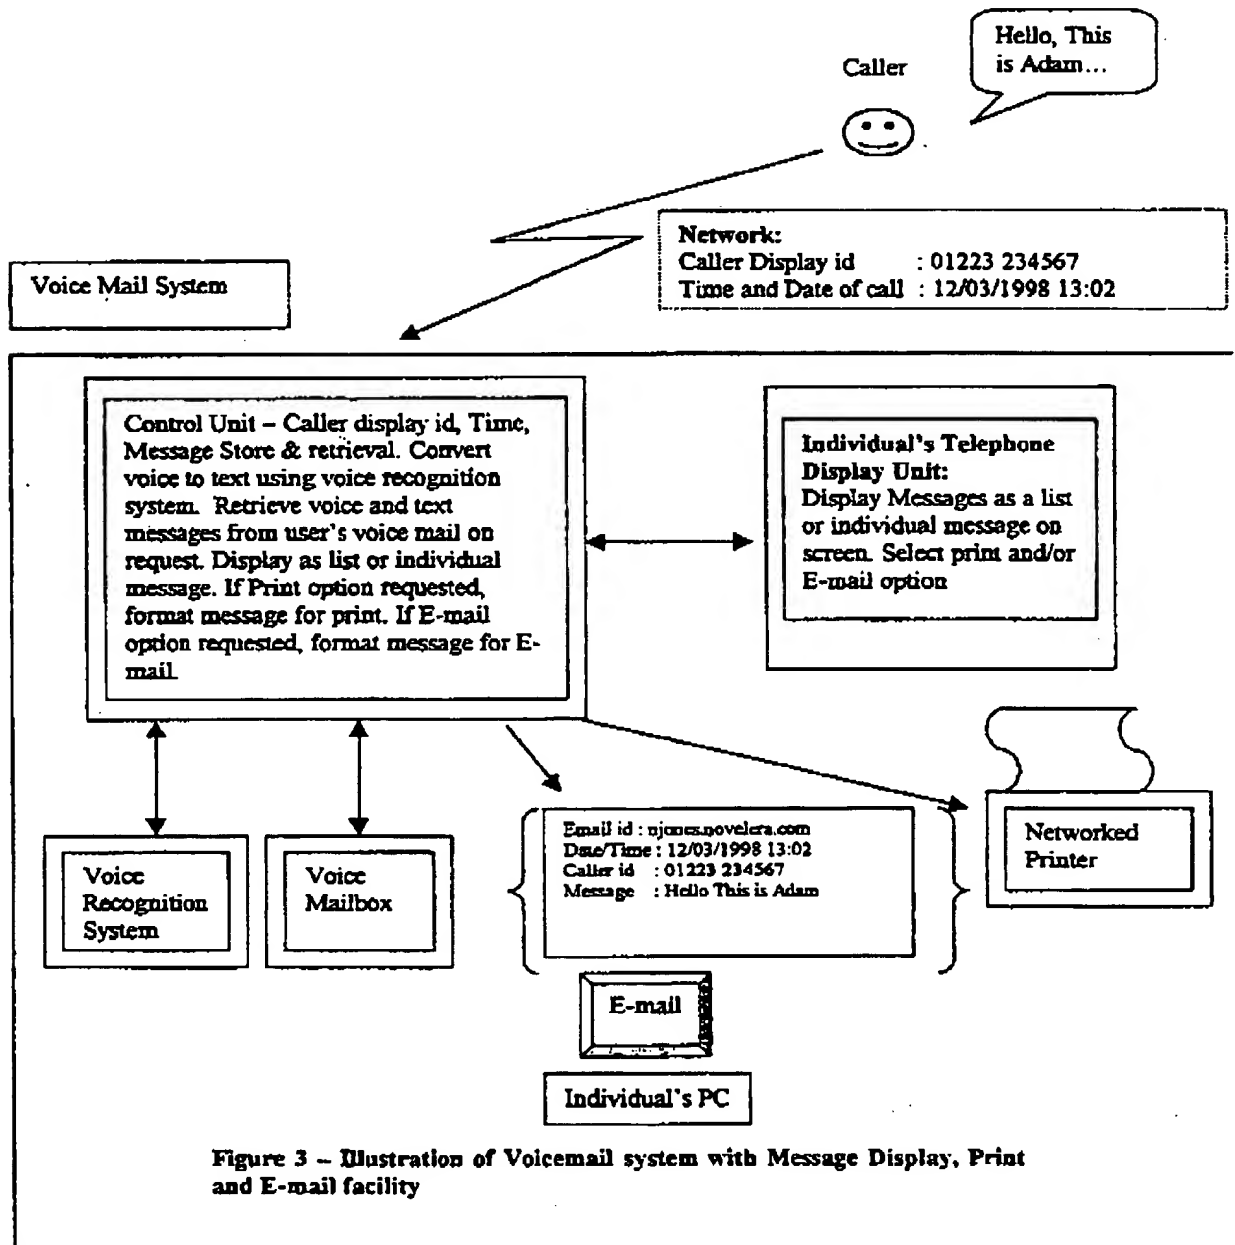 Hello, This
is Adam...
Caller
Network:
Caller Display id : 01223 234567
Time and Date of call : 12/03/1998 13:02
Voice Mail System
Control Unit – Caller display id, Time,
Message Store & retrieval. Convert
voice to text using voice recognition
system. Retrieve voice and text
messages from user's voice mail on
request. Display as list or individual
message. If Print option requested,
format message for print. If E-mail
option requested, format message for E-
mail.
Individual's Telephone
Display Unit:
Display Messages as a list
or individual message on
screen. Select print and/or
E-mail option
Voice
Recognition
System
Voice
Mailbox
Email id : njones.novelera.com
Date/Time : 12/03/1998 13:02
Caller id : 01223 234567
Message : Hello This is Adam
Networked
Printer
E-mail
Individual's PC
Figure 3 – Illustration of Voicemail system with Message Display, Print
and E-mail facility